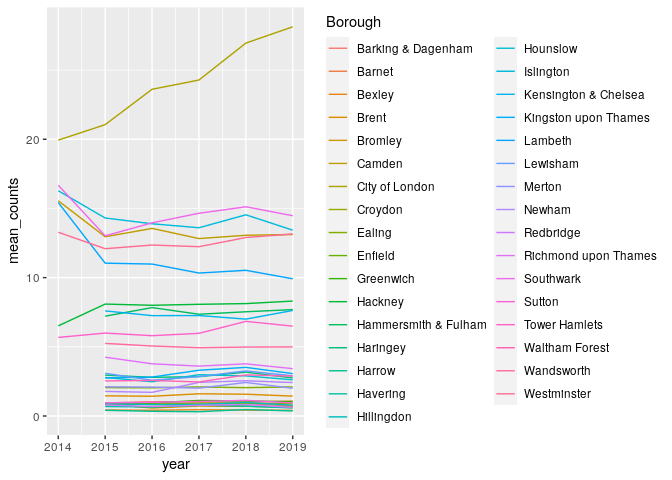 mean_counts
20
10
0
2014 2015 2016 2017 2018 2019
year
Borough
Barking & Dagenham
Barnet
Bexley
Brent
Bromley
Camden
City of London
Croydon
Ealing
Enfield
Greenwich
Hackney
Hammersmith & Fulham
Haringey
Harrow
Havering
Hillingdon
Hounslow
Islington
Kensington & Chelsea
Kingston upon Thames
Lambeth
Lewisham
Merton
Newham
Redbridge
Richmond upon Thames
Southwark
Sutton
Tower Hamlets
Waltham Forest
Wandsworth
Westminster